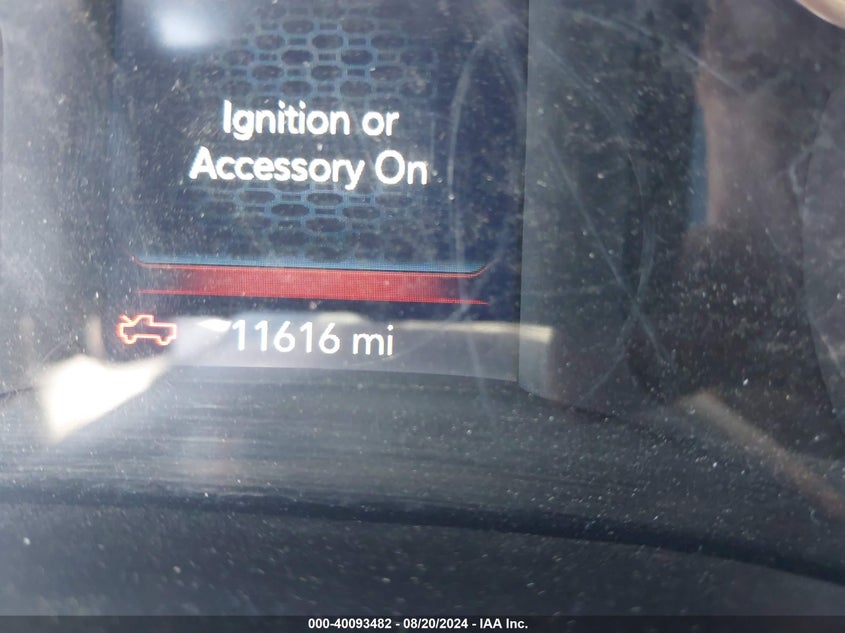 Ignition or
Accessory On
11616 mi
000-40093482 - 08/20/2024 - IAA Inc.